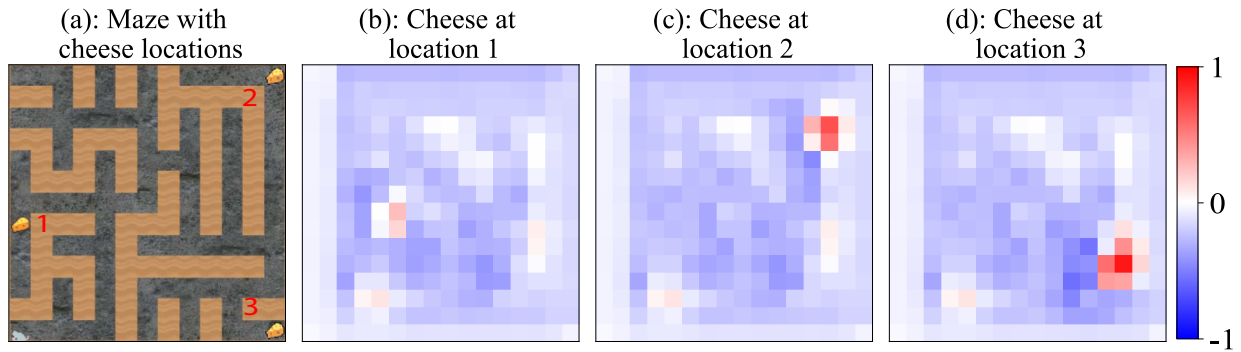 (a): Maze with
cheese locations
(b): Cheese at
location 1
(c): Cheese at
location 2
(d): Cheese at
location 3
2
1
3
1
0
-1